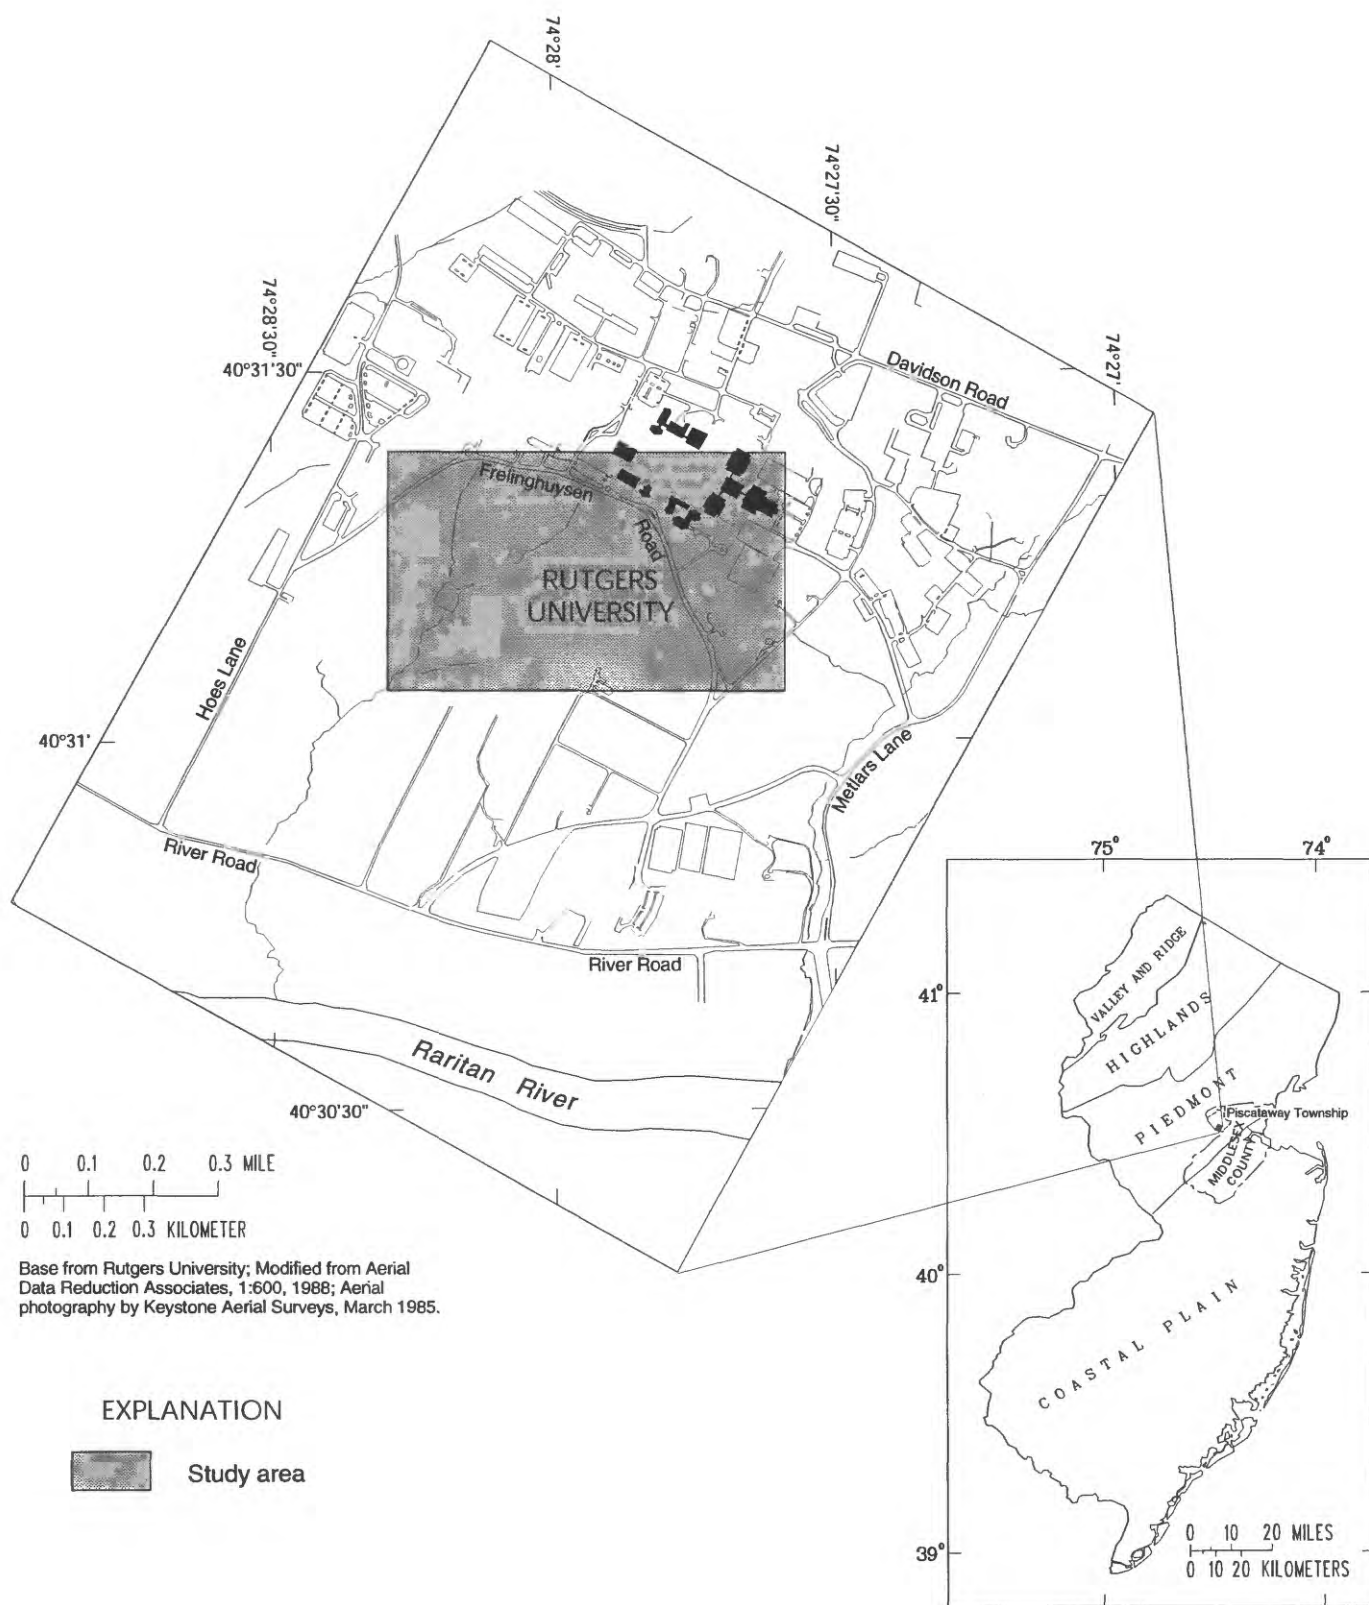 74°28'
74°27'30"
74°28'30"
40°31'30"
74°27'
Davidson Road
Frelinghuysen
Road
RUTGERS
UNIVERSITY
Hoes Lane
40°31'
Metlars Lane
River Road
River Road
Raritan River
40°30'30"
0 0.1 0.2 0.3 MILE
0 0.1 0.2 0.3 KILOMETER
Base from Rutgers University; Modified from Aerial
Data Reduction Associates, 1:600, 1988; Aerial
photography by Keystone Aerial Surveys, March 1985.
EXPLANATION
Study area
75° 74°
VALLEY AND RIDGE
41°
HIGHLANDS
PIEDMONT
Piscataway Township
MIDDLESEX
COUNTY
40°
COASTAL PLAIN
39°
0 10 20 MILES
0 10 20 KILOMETERS